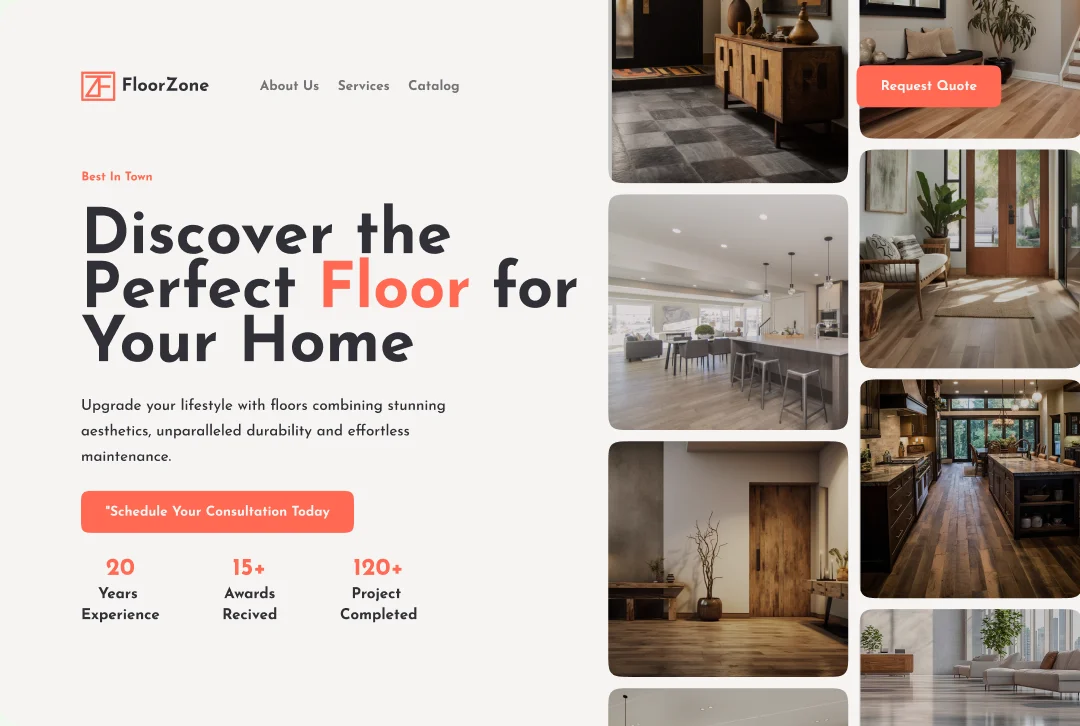 FloorZone
About Us
Services
Catalog
Request Quote
Best In Town
Discover the
Perfect Floor for
Your Home
Upgrade your lifestyle with floors combining stunning
aesthetics, unparalleled durability and effortless
maintenance.
"Schedule Your Consultation Today
20
Years
Experience
15+
Awards
Recived
120+
Project
Completed